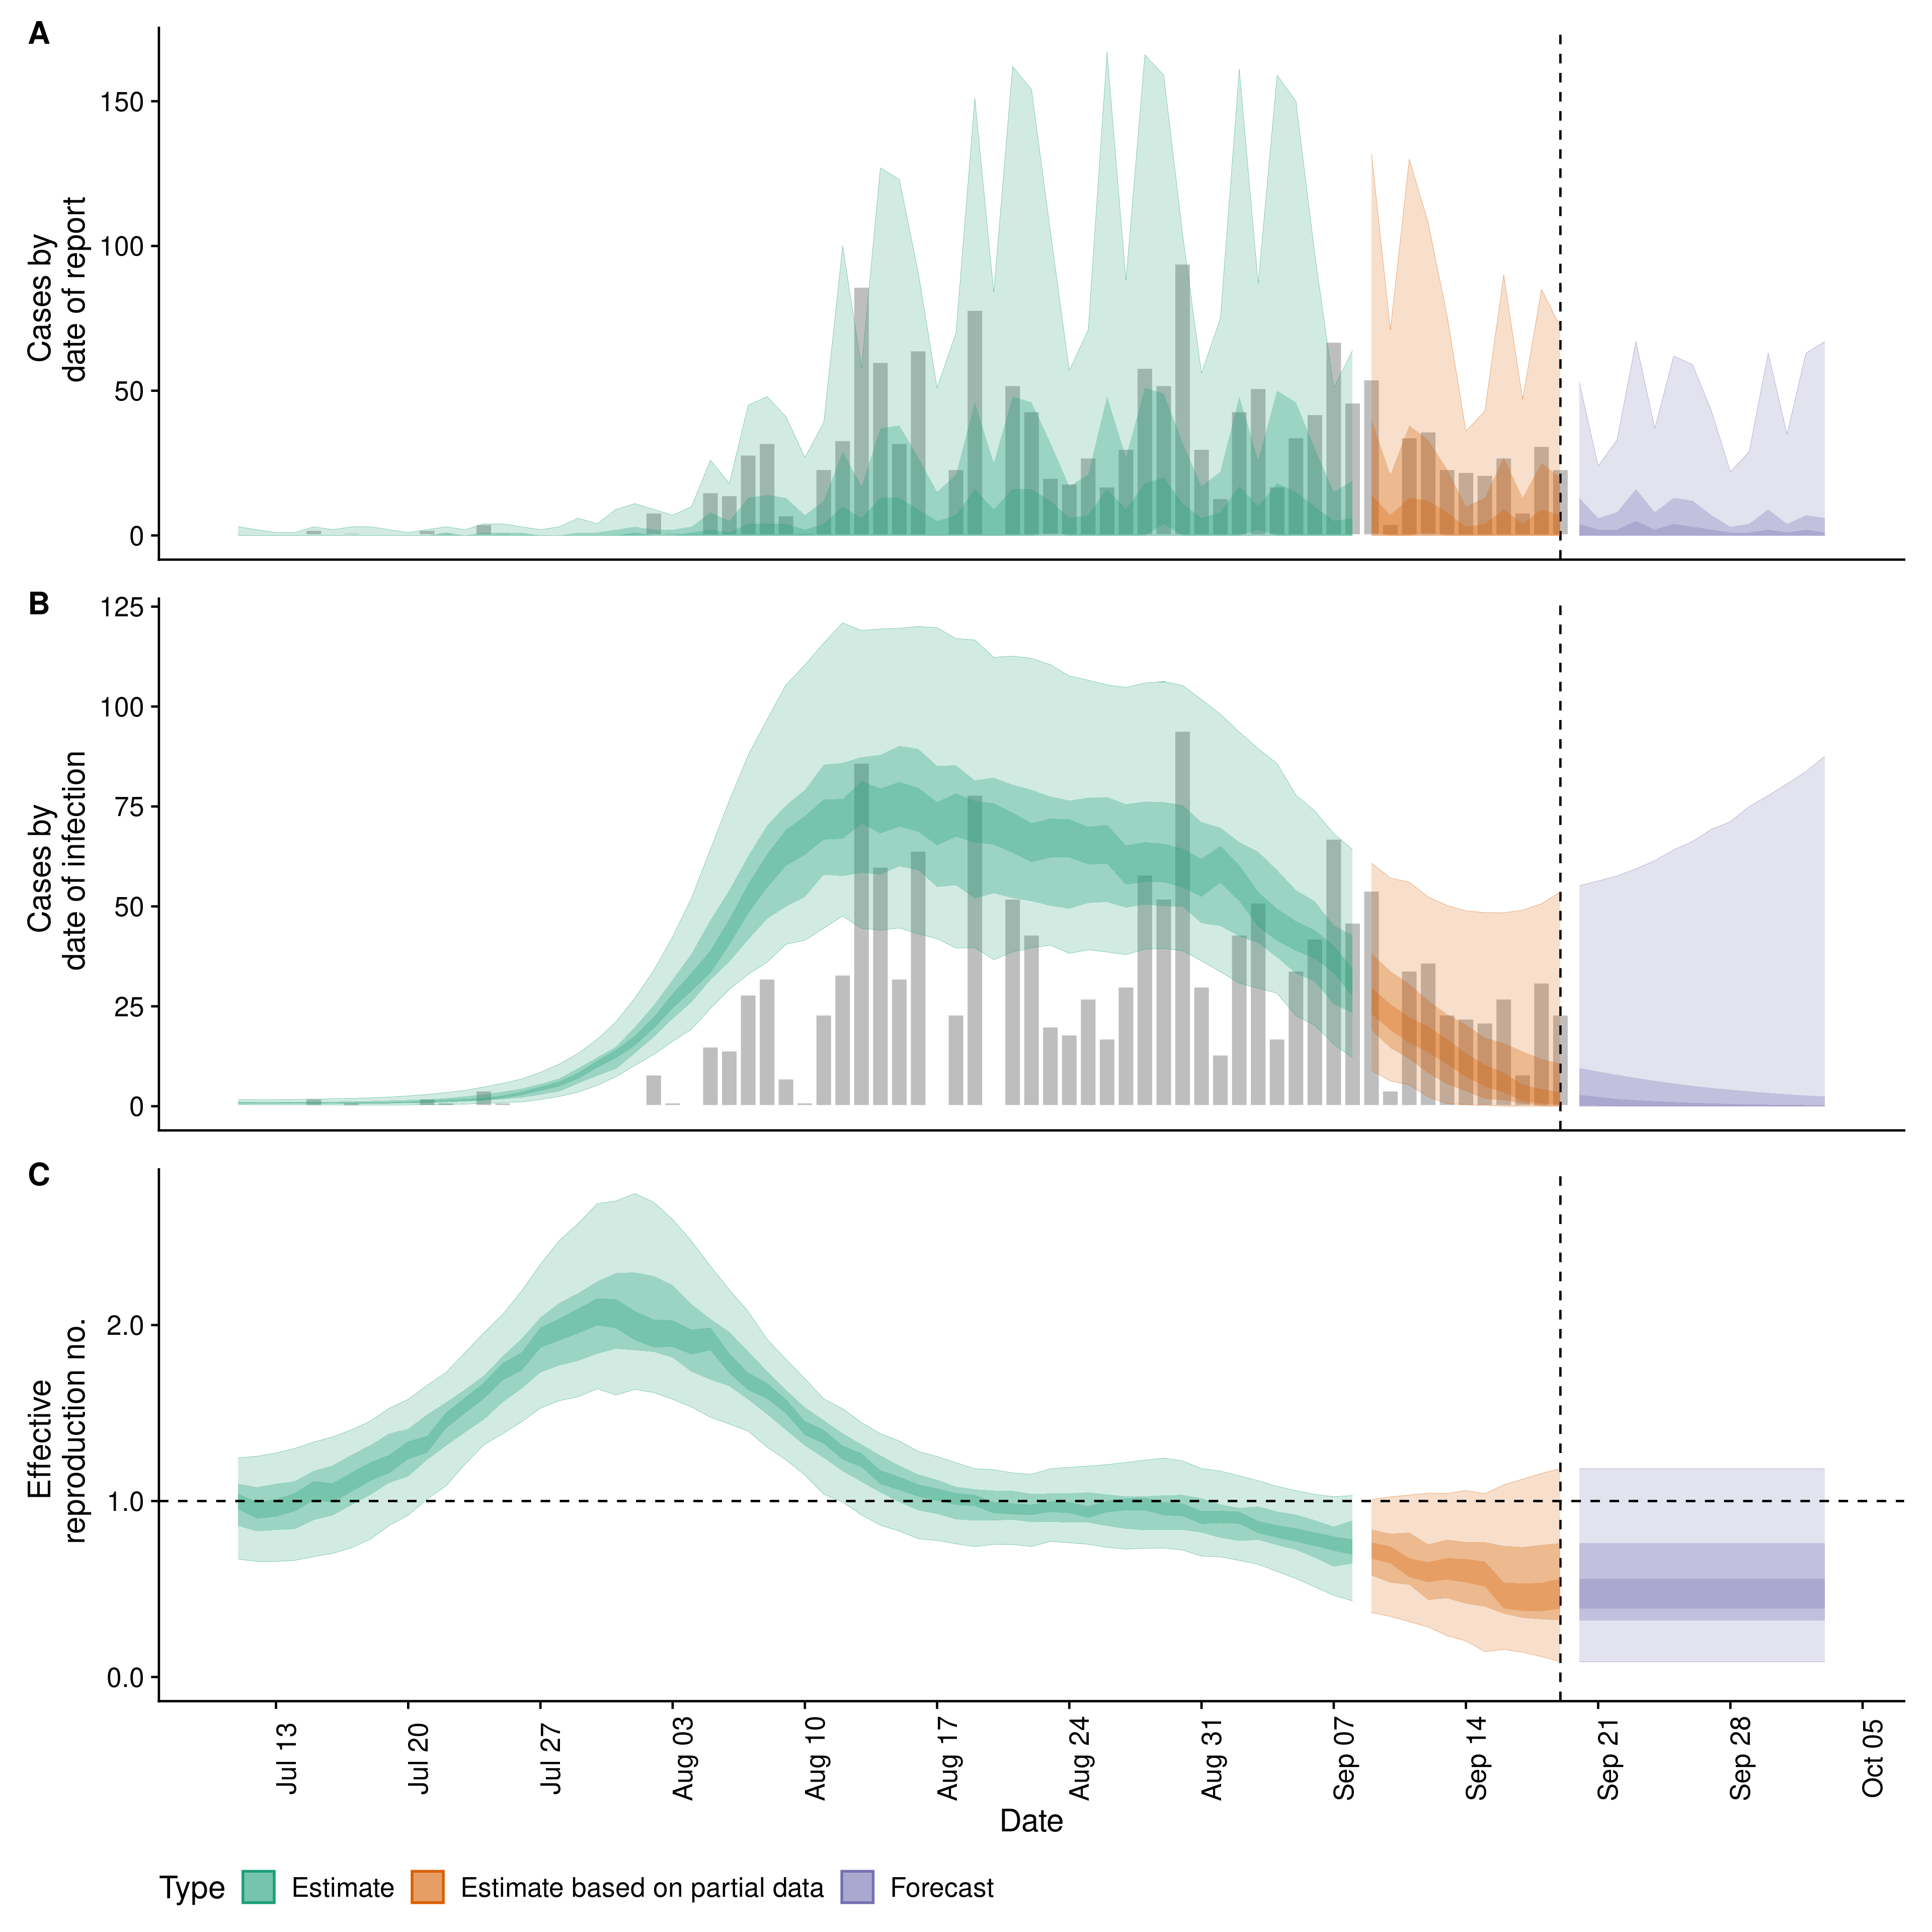 A
Cases by
date of report
150
100
50
0
B
Cases by
date of infection
125
100
75
50
25
0
C
Effective
reproduction no.
2.0
1.0
0.0
Jul 13
Jul 20
Jul 27
Aug 03
Aug 10
Aug 17
Aug 24
Aug 31
Sep 07
Sep 14
Sep 21
Sep 28
Oct 05
Date
Type Estimate Estimate based on partial data Forecast